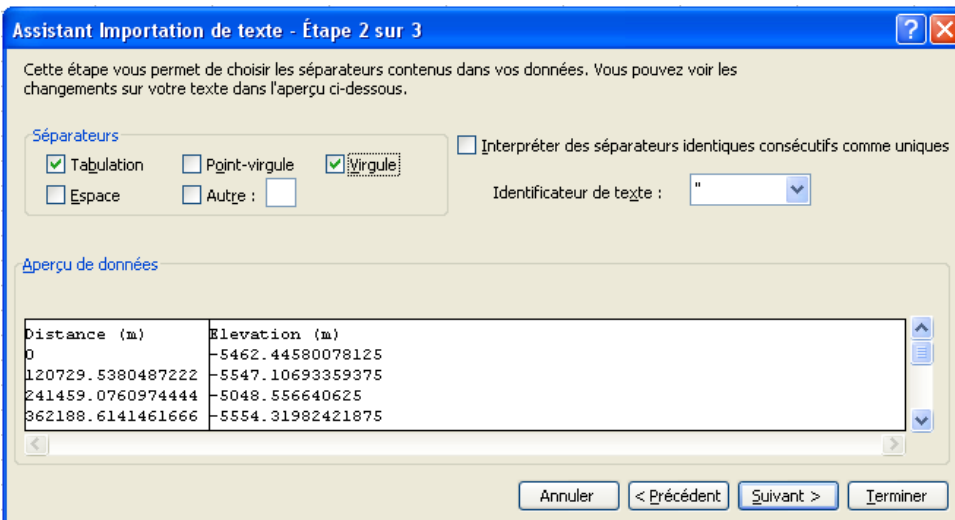 Assistant Importation de texte - Étape 2 sur 3
Cette étape vous permet de choisir les séparateurs contenus dans vos données. Vous pouvez voir les
changements sur votre texte dans l'aperçu ci-dessous.
Séparateurs
Tabulation
Point-virgule
Virgule
Espace
Autre :
Interpréter des séparateurs identiques consécutifs comme uniques
Identificateur de texte :
"
Aperçu de données
Distance (m) Elevation (m)
0 -5462.44580078125
120729.5380487222 -5547.10693359375
241459.0760974444 -5048.556640625
362188.6141461666 -5554.31982421875
Annuler
< Précédent
Suivant >
Terminer